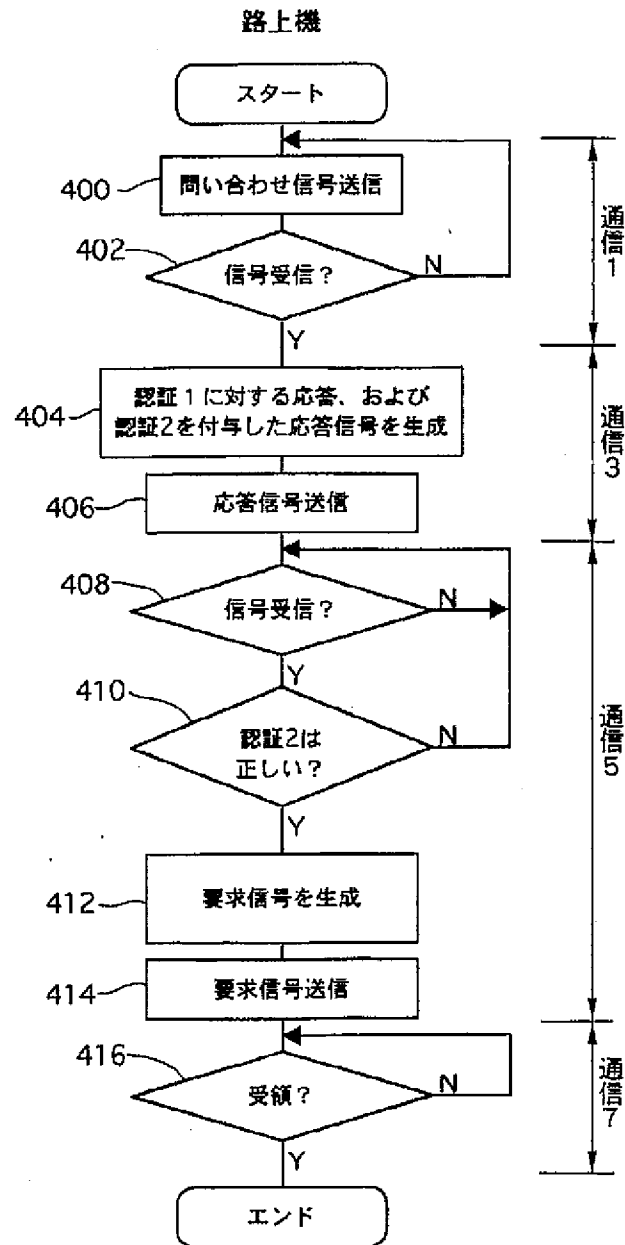 路上機
スタート
400
問い合わせ信号送信
402
信号受信?
N
Y
通信1
404
認証1に対する応答、および
認証2を付与した応答信号を生成
406
応答信号送信
通信3
408
信号受信?
N
Y
410
認証2は
正しい?
N
Y
412
要求信号を生成
414
要求信号送信
通信5
416
受領?
N
Y
通信7
エンド